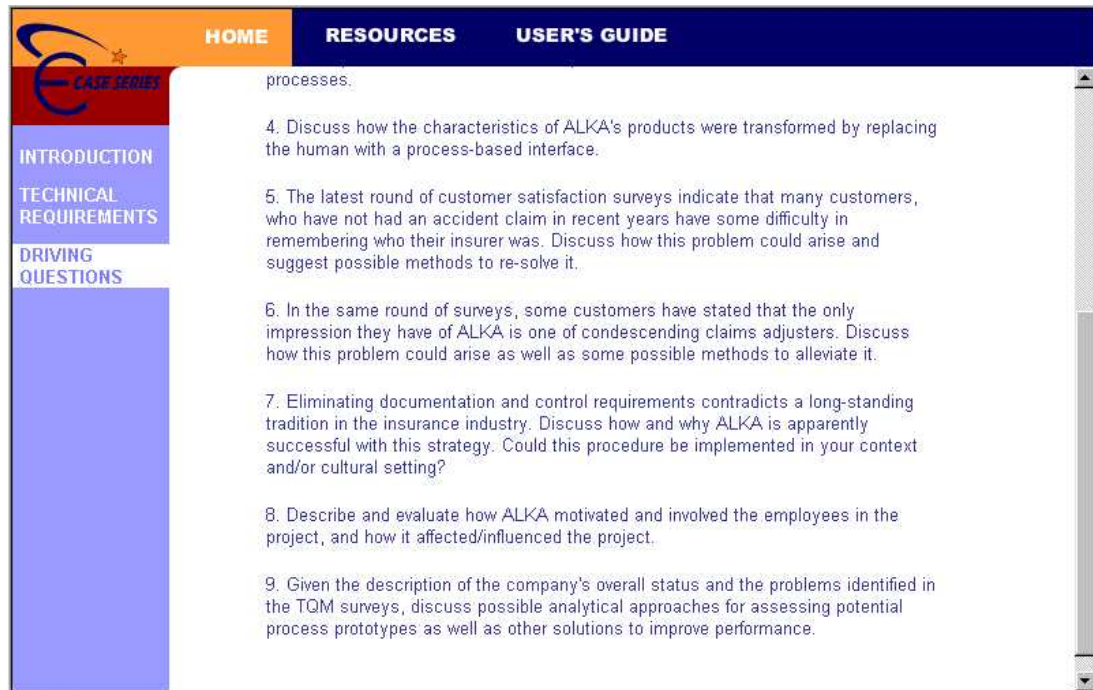 HOME RESOURCES USER'S GUIDE
E-CASE SERIES
INTRODUCTION
TECHNICAL
REQUIREMENTS
DRIVING
QUESTIONS
processes.
4. Discuss how the characteristics of ALKA's products were transformed by replacing
the human with a process-based interface.
5. The latest round of customer satisfaction surveys indicate that many customers,
who have not had an accident claim in recent years have some difficulty in
remembering who their insurer was. Discuss how this problem could arise and
suggest possible methods to re-solve it.
6. In the same round of surveys, some customers have stated that the only
impression they have of ALKA is one of condescending claims adjusters. Discuss
how this problem could arise as well as some possible methods to alleviate it.
7. Eliminating documentation and control requirements contradicts a long-standing
tradition in the insurance industry. Discuss how and why ALKA is apparently
successful with this strategy. Could this procedure be implemented in your context
and/or cultural setting?
8. Describe and evaluate how ALKA motivated and involved the employees in the
project, and how it affected/influenced the project.
9. Given the description of the company's overall status and the problems identified in
the TQM surveys, discuss possible analytical approaches for assessing potential
process prototypes as well as other solutions to improve performance.